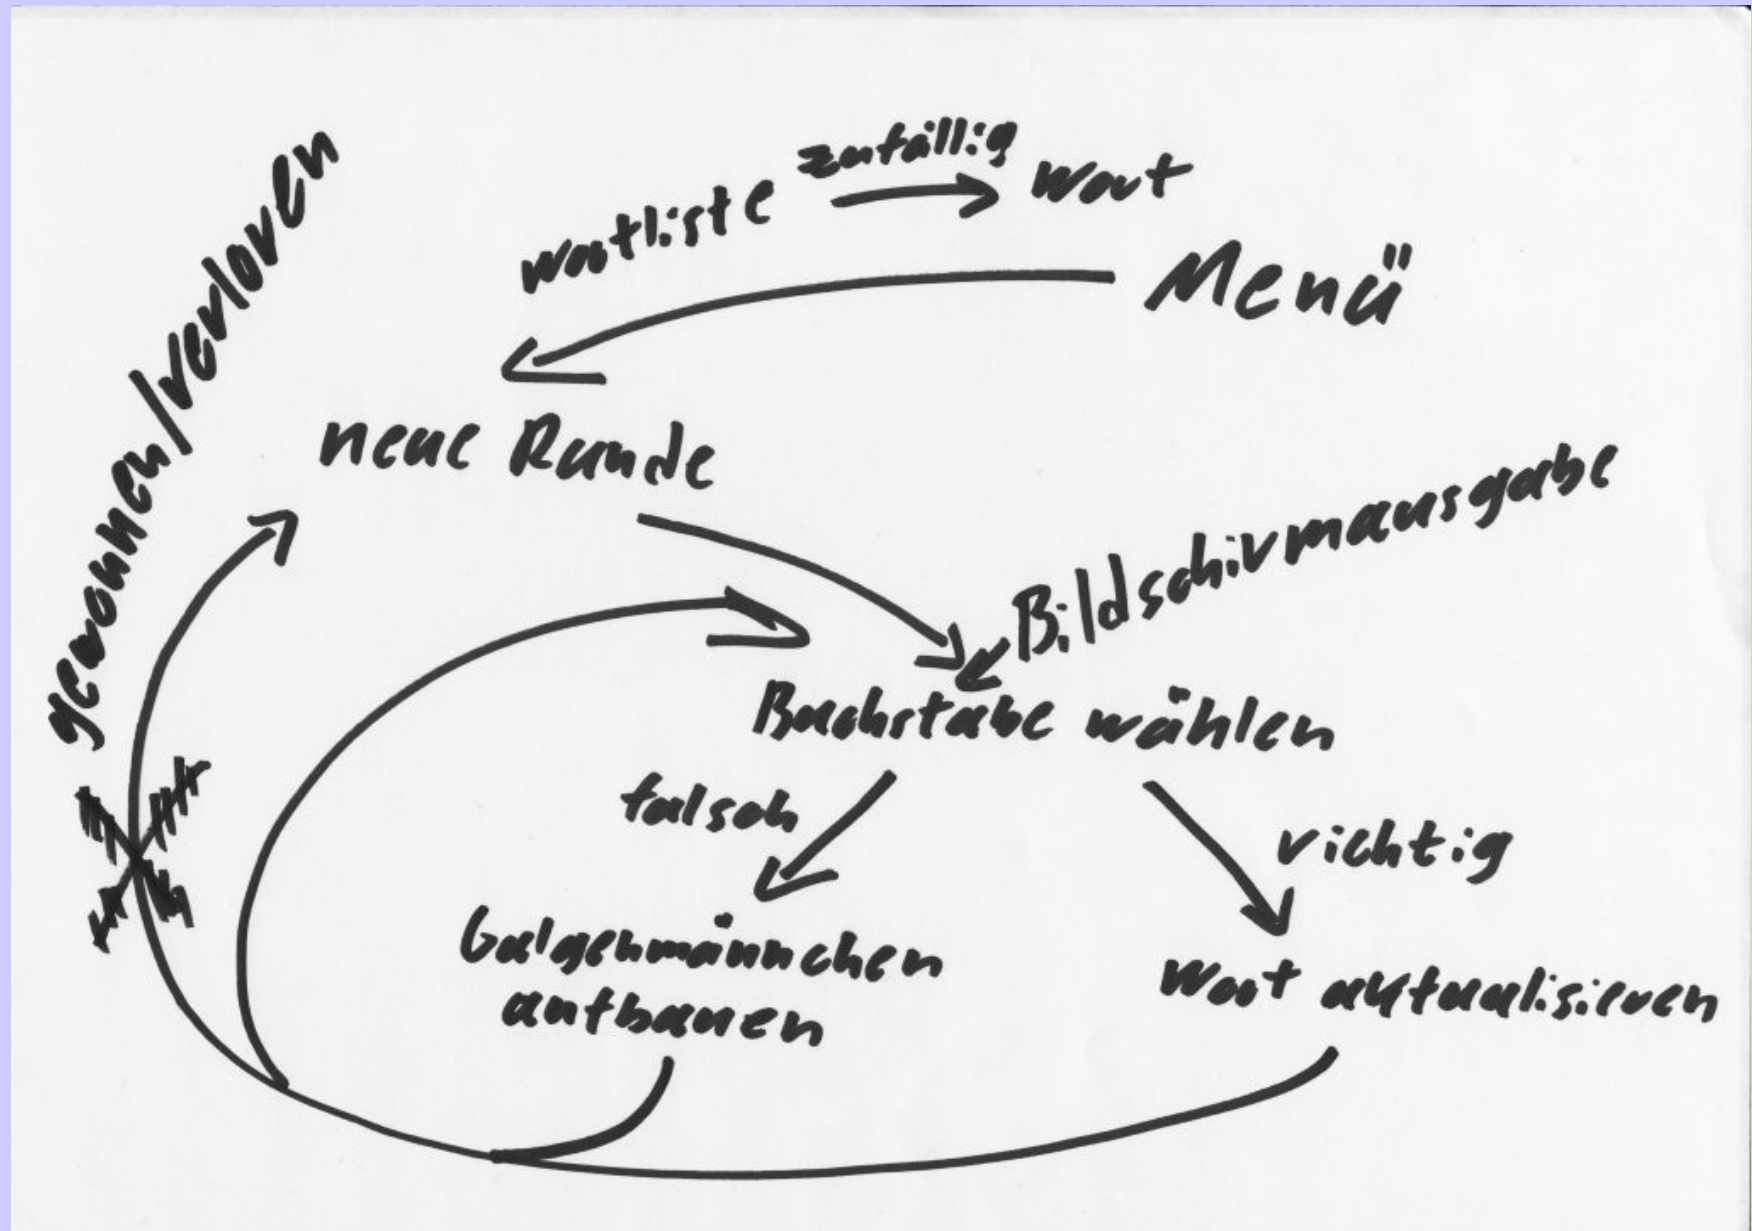 zufällig
Wortliste → Wort
Menü
gewonnen/verloren
neue Runde
Bildschirmausgabe
Buchstabe wählen
falsch
richtig
Galgenmännchen
aufbauen
Wort aktualisieren